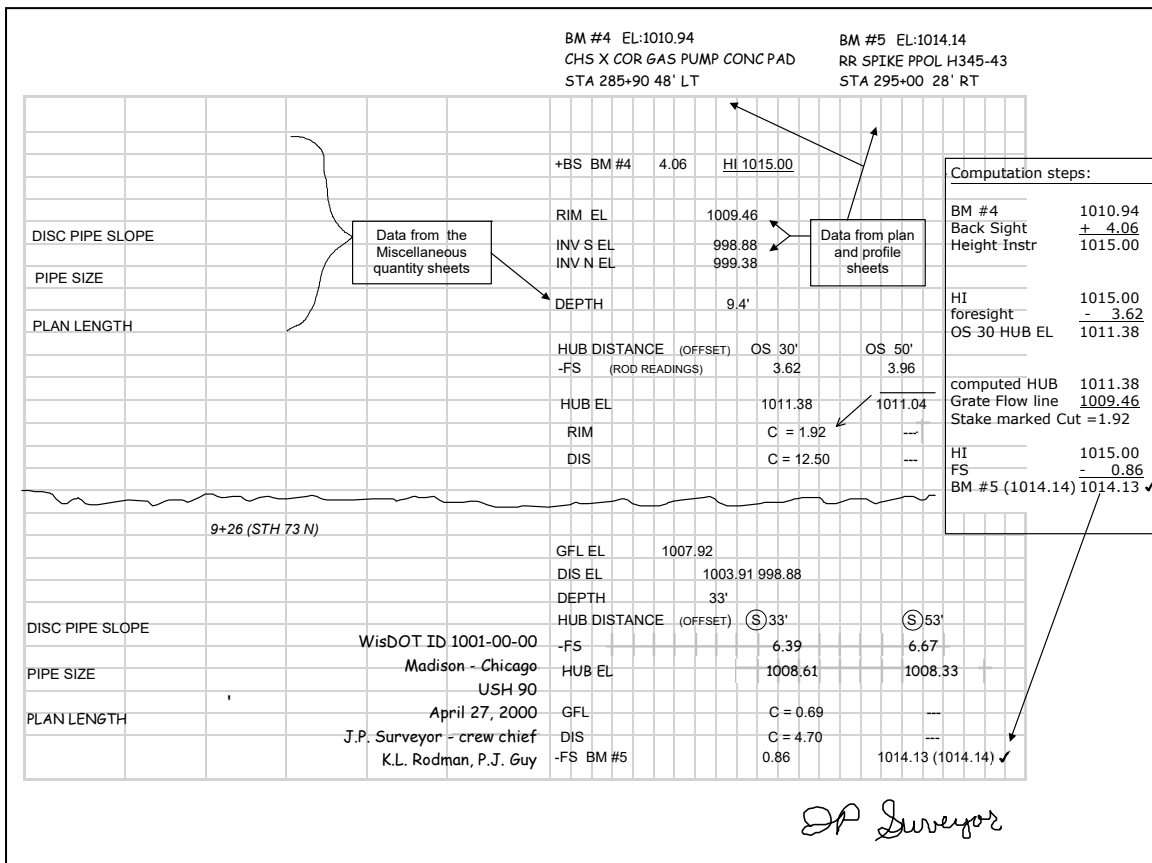 BM #4 EL:1010.94 BM #5 EL:1014.14
CHS X COR GAS PUMP CONC PAD RR SPIKE PPOL H345-43
STA 285+90 48' LT STA 295+00 28' RT
+BS BM #4 4.06 HI 1015.00
RIM EL 1009.46
DISC PIPE SLOPE
Data from the
Miscellaneous
quantity sheets
INV S EL 998.88
INV N EL 999.38
Data from plan
and profile
sheets
PIPE SIZE
DEPTH 9.4'
PLAN LENGTH
HUB DISTANCE (OFFSET) OS 30' OS 50'
-FS (ROD READINGS) 3.62 3.96
HUB EL 1011.38 1011.04
RIM C = 1.92 ---
DIS C = 12.50 ---
Computation steps:
BM #4 1010.94
Back Sight + 4.06
Height Instr 1015.00
HI 1015.00
foresight - 3.62
OS 30 HUB EL 1011.38
computed HUB 1011.38
Grate Flow line 1009.46
Stake marked Cut =1.92
HI 1015.00
FS - 0.86
BM #5 (1014.14) 1014.13 ✓
9+26 (STH 73 N)
GFL EL 1007.92
DIS EL 1003.91 998.88
DEPTH 33'
DISC PIPE SLOPE
HUB DISTANCE (OFFSET) S 33' S 53'
WisDOT ID 1001-00-00
-FS 6.39 6.67
PIPE SIZE
Madison - Chicago
HUB EL 1008.61 1008.33
USH 90
'
PLAN LENGTH
April 27, 2000
GFL C = 0.69 ---
J.P. Surveyor - crew chief
DIS C = 4.70 ---
K.L. Rodman, P.J. Guy
-FS BM #5 0.86 1014.13 (1014.14) ✓
JP Surveyor